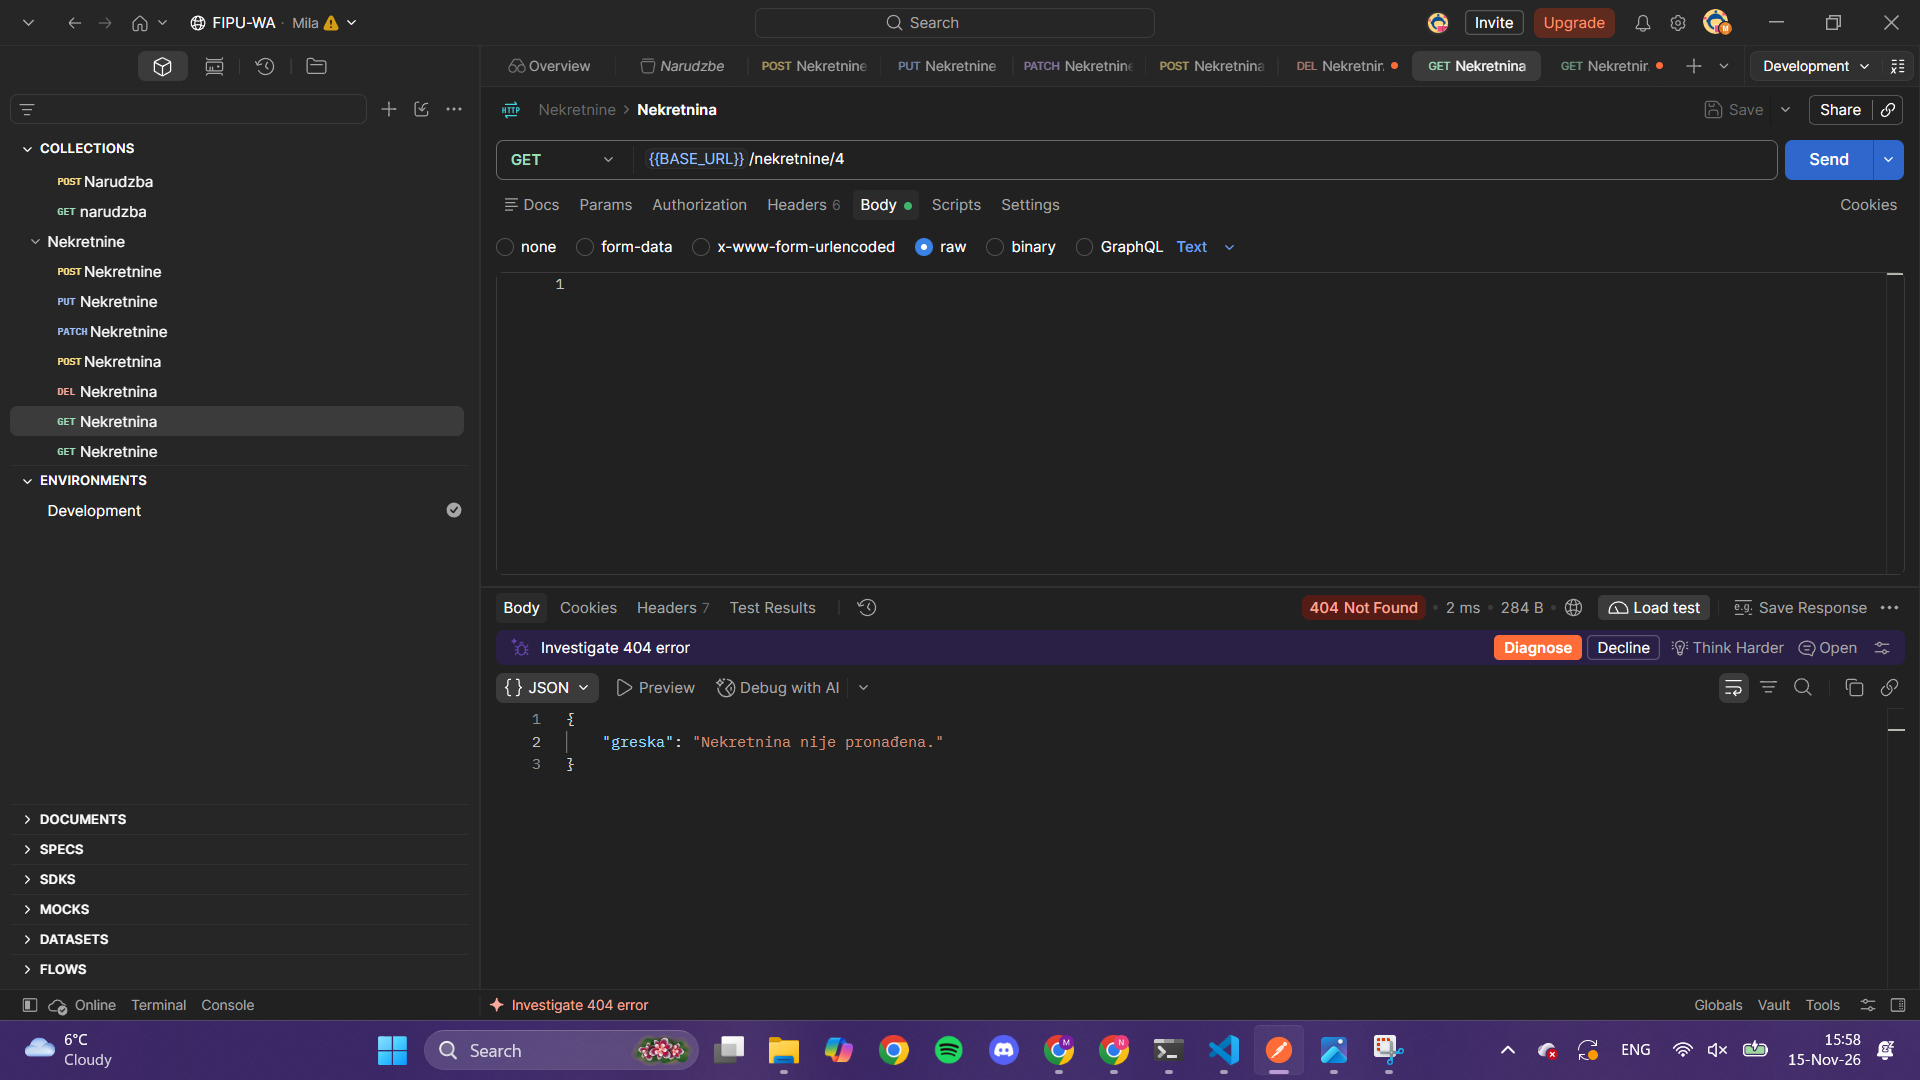 FIPU-WA · Mila
Search
Invite
Upgrade
Overview
Narudzbe
POST Nekretnine
PUT Nekretnine
PATCH Nekretnine
POST Nekretnina
DEL Nekretnir.
GET Nekretnina
GET Nekretnir.
Development
HTTP
Nekretnine > Nekretnina
Save
Share
COLLECTIONS
POST Narudzba
GET narudzba
Nekretnine
POST Nekretnine
PUT Nekretnine
PATCH Nekretnine
POST Nekretnina
DEL Nekretnina
GET Nekretnina
GET Nekretnine
ENVIRONMENTS
Development
DOCUMENTS
SPECS
SDKS
MOCKS
DATASETS
FLOWS
GET
{{BASE_URL}} /nekretnine/4
Send
Docs
Params
Authorization
Headers 6
Body
Scripts
Settings
Cookies
none
form-data
x-www-form-urlencoded
raw
binary
GraphQL
Text
1
Body
Cookies
Headers 7
Test Results
404 Not Found • 2 ms • 284 B
Load test
e.g. Save Response
Investigate 404 error
Diagnose
Decline
Think Harder
Open
{} JSON
Preview
Debug with AI
1 {
2 "greska": "Nekretnina nije pronađena."
3 }
Online
Terminal
Console
Investigate 404 error
Globals
Vault
Tools
6°C
Cloudy
Search
M
N
ENG
15:58
15-Nov-26